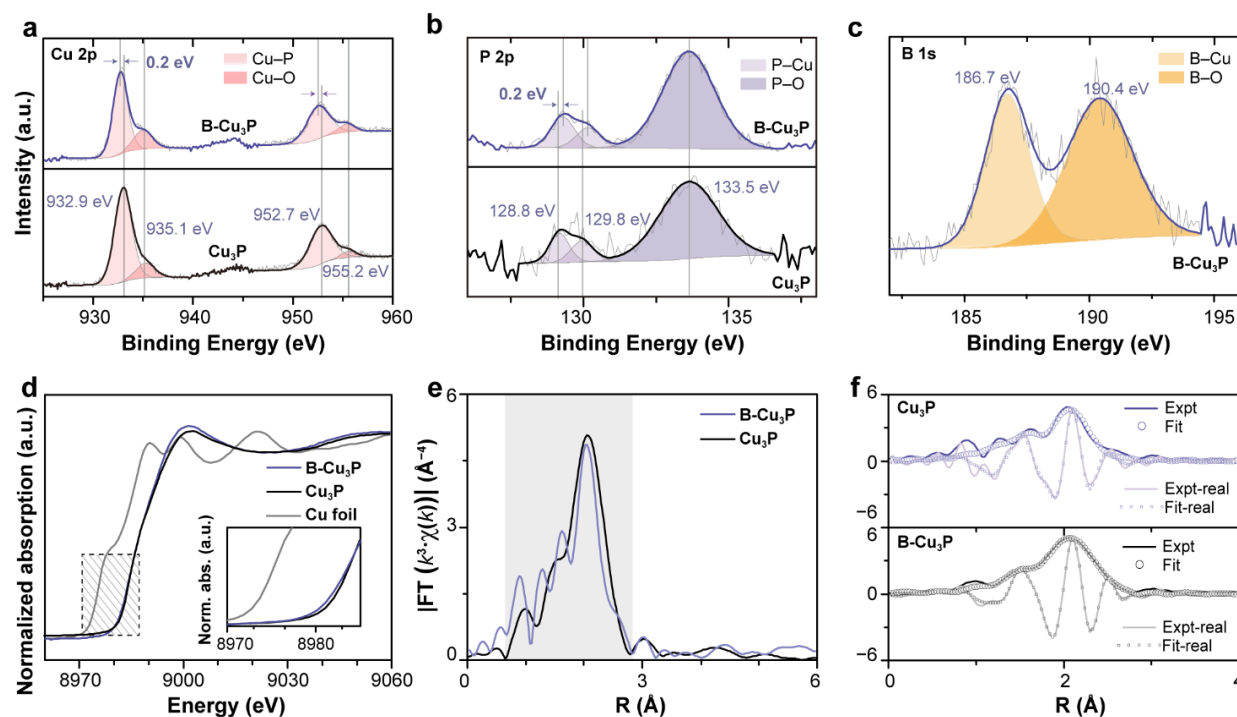 a
Cu 2p
0.2 eV
Cu–P
Cu–O
B-Cu₃P
932.9 eV
935.1 eV
952.7 eV
955.2 eV
Cu₃P
Intensity (a.u.)
930 940 950 960
Binding Energy (eV)
b
P 2p
0.2 eV
P–Cu
P–O
B-Cu₃P
128.8 eV
129.8 eV
133.5 eV
Cu₃P
130 135
Binding Energy (eV)
c
B 1s
186.7 eV
190.4 eV
B–Cu
B–O
B-Cu₃P
185 190 195
Binding Energy (eV)
d
Normalized absorption (a.u.)
B-Cu₃P
Cu₃P
Cu foil
Norm. abs. (a.u.)
8970 8980
8970 9000 9030 9060
Energy (eV)
e
|FT (k³·χ(k))| (Å⁻⁴)
6
3
0
B-Cu₃P
Cu₃P
0 2 4 6
R (Å)
f
6
0
−6
Cu₃P
Expt
Fit
Expt-real
Fit-real
6
0
−6
B-Cu₃P
Expt
Fit
Expt-real
Fit-real
0 2 4
R (Å)